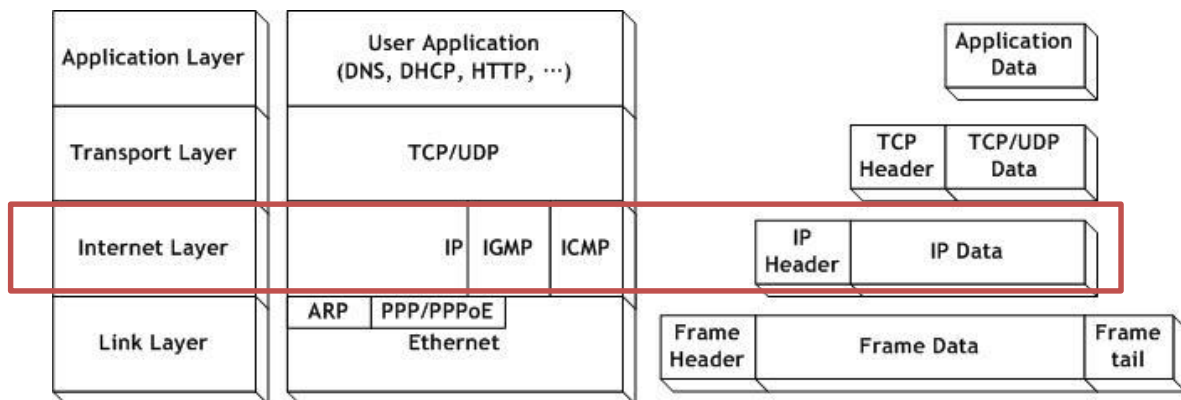 Application Layer
User Application
(DNS, DHCP, HTTP, ⋯)
Application
Data
Transport Layer
TCP/UDP
TCP
Header
TCP/UDP
Data
Internet Layer
IP
IGMP
ICMP
IP
Header
IP Data
ARP
PPP/PPPoE
Link Layer
Ethernet
Frame
Header
Frame Data
Frame
tail